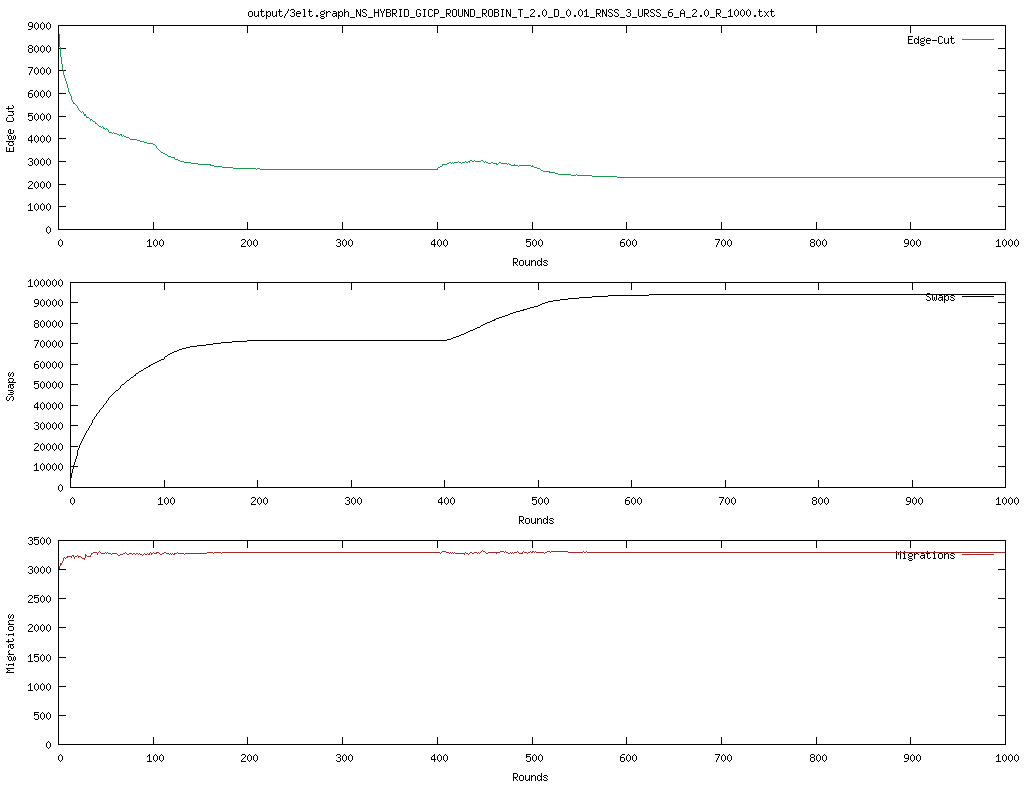 output/3elt.graph_NS_HYBRID_GICP_ROUND_ROBIN_T_2.0_D_0.01_RNSS_3_URSS_6_A_2.0_R_1000.txt
9000
8000
7000
6000
5000
4000
3000
2000
1000
0
Edge Cut
Edge-Cut
0 100 200 300 400 500 600 700 800 900 1000
Rounds
100000
90000
80000
70000
60000
50000
40000
30000
20000
10000
0
Swaps
Swaps
0 100 200 300 400 500 600 700 800 900 1000
Rounds
3500
3000
2500
2000
1500
1000
500
0
Migrations
Migrations
0 100 200 300 400 500 600 700 800 900 1000
Rounds